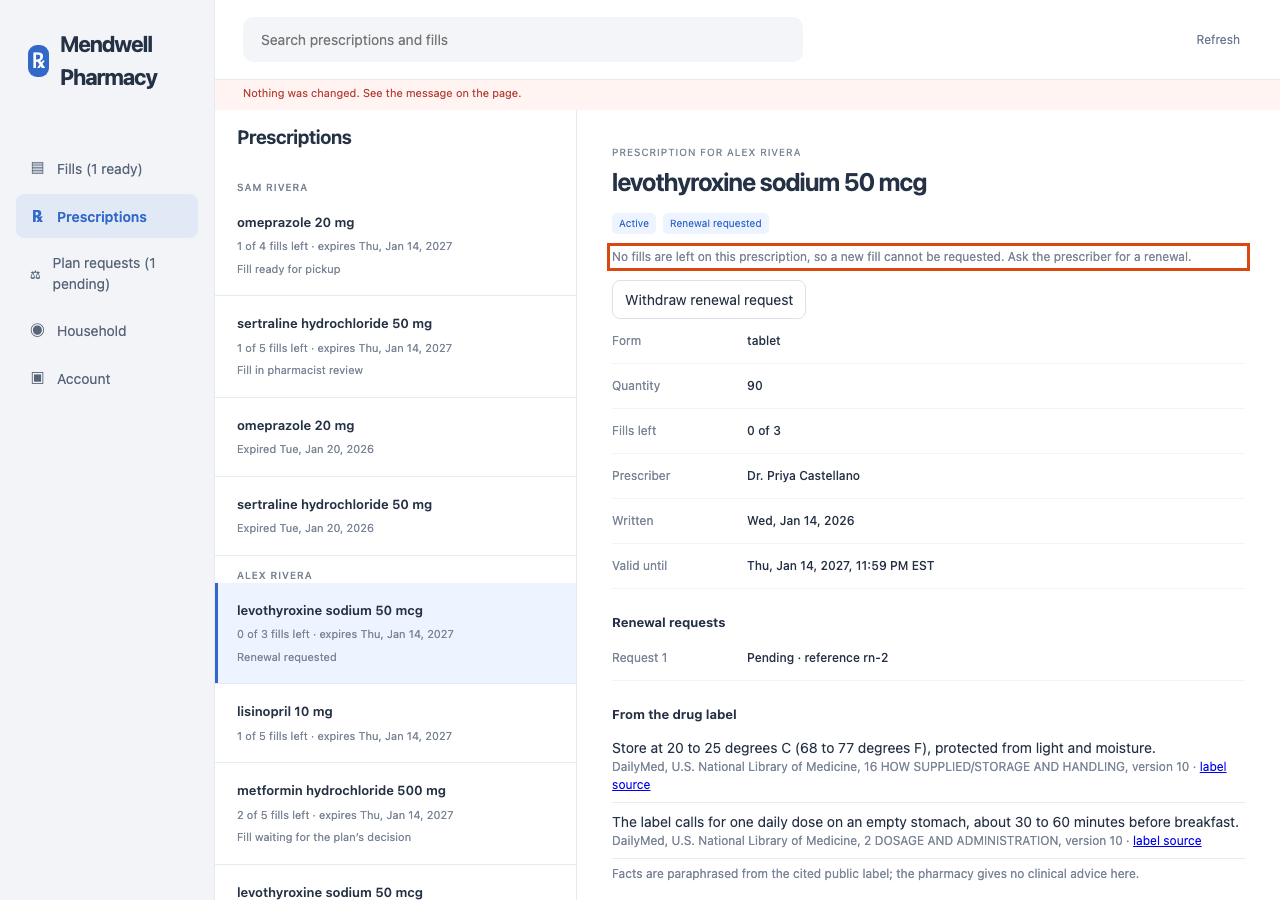 Mendwell
Pharmacy
Search prescriptions and fills
Refresh
Nothing was changed. See the message on the page.
Fills (1 ready)
Prescriptions
Plan requests (1
pending)
Household
Account
Prescriptions
SAM RIVERA
omeprazole 20 mg
1 of 4 fills left · expires Thu, Jan 14, 2027
Fill ready for pickup
sertraline hydrochloride 50 mg
1 of 5 fills left · expires Thu, Jan 14, 2027
Fill in pharmacist review
omeprazole 20 mg
Expired Tue, Jan 20, 2026
sertraline hydrochloride 50 mg
Expired Tue, Jan 20, 2026
ALEX RIVERA
levothyroxine sodium 50 mcg
0 of 3 fills left · expires Thu, Jan 14, 2027
Renewal requested
lisinopril 10 mg
1 of 5 fills left · expires Thu, Jan 14, 2027
metformin hydrochloride 500 mg
2 of 5 fills left · expires Thu, Jan 14, 2027
Fill waiting for the plan's decision
levothyroxine sodium 50 mcg
PRESCRIPTION FOR ALEX RIVERA
levothyroxine sodium 50 mcg
Active Renewal requested
No fills are left on this prescription, so a new fill cannot be requested. Ask the prescriber for a renewal.
Withdraw renewal request
Form tablet
Quantity 90
Fills left 0 of 3
Prescriber Dr. Priya Castellano
Written Wed, Jan 14, 2026
Valid until Thu, Jan 14, 2027, 11:59 PM EST
Renewal requests
Request 1 Pending · reference rn-2
From the drug label
Store at 20 to 25 degrees C (68 to 77 degrees F), protected from light and moisture.
DailyMed, U.S. National Library of Medicine, 16 HOW SUPPLIED/STORAGE AND HANDLING, version 10 · label
source
The label calls for one daily dose on an empty stomach, about 30 to 60 minutes before breakfast.
DailyMed, U.S. National Library of Medicine, 2 DOSAGE AND ADMINISTRATION, version 10 · label source
Facts are paraphrased from the cited public label; the pharmacy gives no clinical advice here.